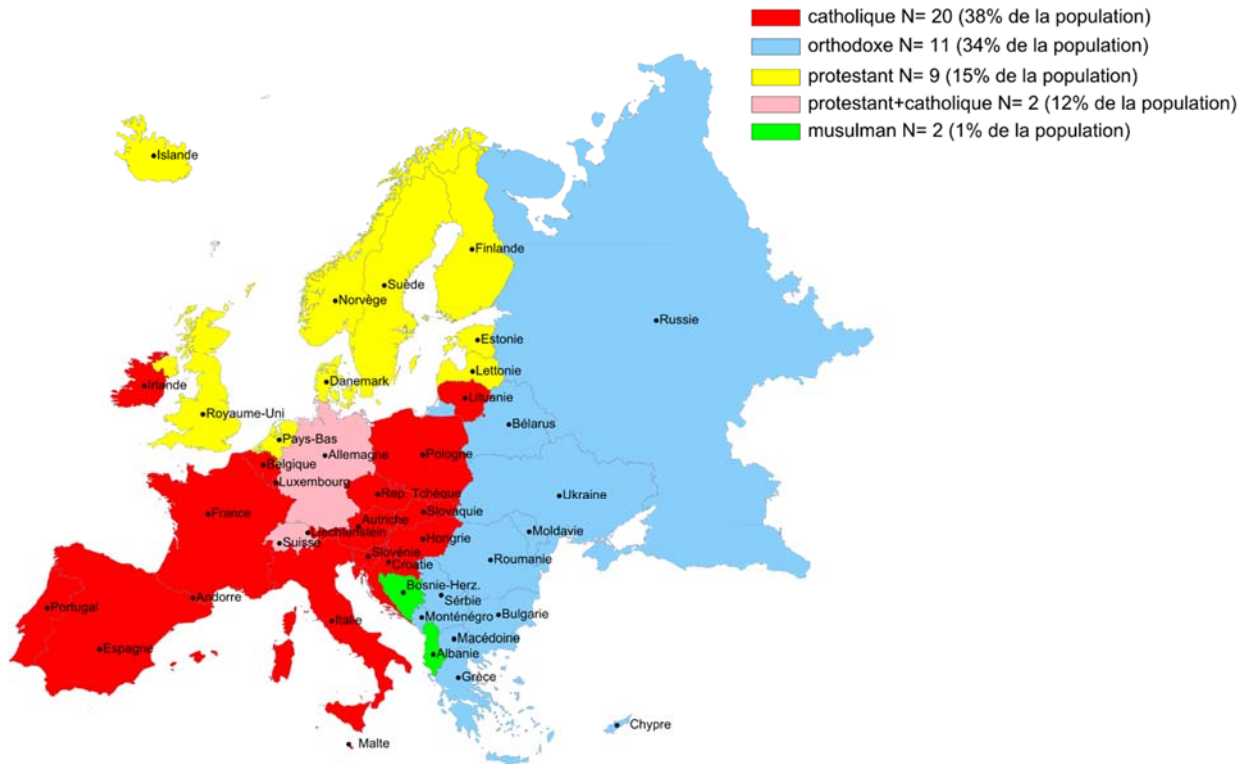 catholique N= 20 (38% de la population)
orthodoxe N= 11 (34% de la population)
protestant N= 9 (15% de la population)
protestant+catholique N= 2 (12% de la population)
musulman N= 2 (1% de la population)
Islande
Finlande
Suède
Norvège
Russie
Estonie
Lettonie
Danemark
Irlande
Lituanie
Royaume-Uni
Bélarus
Pays-Bas
Allemagne
Pologne
Belgique
Luxembourg
Rép. Tchèque
Ukraine
France
Slovaquie
Autriche
Liechtenstein
Moldavie
Hongrie
Suisse
Slovénie
Roumanie
Croatie
Bosnie-Herz.
Sérbie
Andorre
Portugal
Monténégro
Bulgarie
Italie
Macédoine
Espagne
Albanie
Grèce
Chypre
Malte